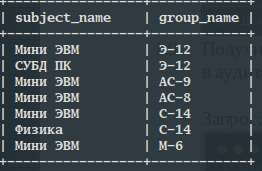 subject_name | group_name
Мини ЭВМ | Э-12
СУБД ПК | Э-12
Мини ЭВМ | АС-9
Мини ЭВМ | АС-8
Мини ЭВМ | С-14
Физика | С-14
Мини ЭВМ | М-6